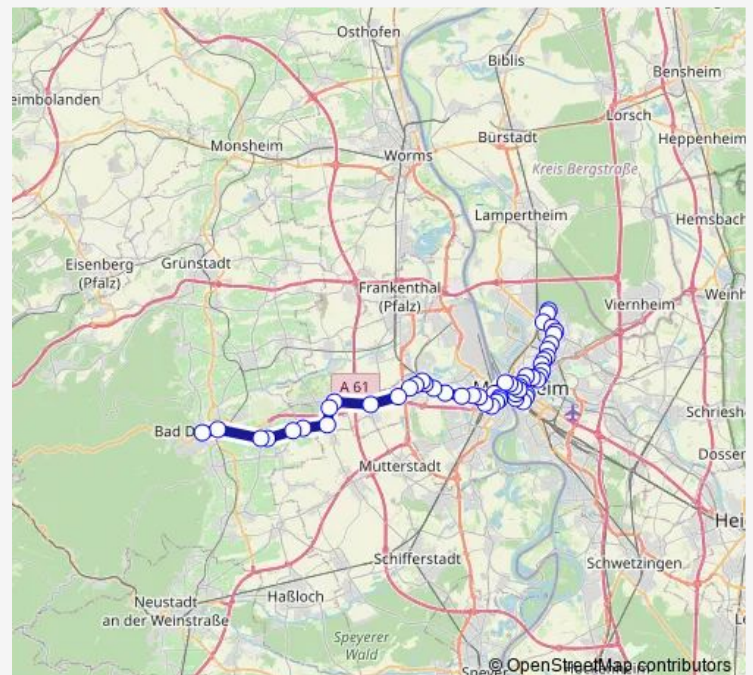 Osthofen
Biblis
Bensheim
eimbolanden
Lorsch
Monsheim
Bürstadt
Heppenheim
Worms
Kreis Bergstraße
Lampertheim
Hemsbach
Eisenberg
(Pfalz)
Grünstadt
Frankenthal
(Pfalz)
Viernheim
Weinh
A 61
Schriesh
Bad D
Dossen
Mutterstadt
Hei
Schifferstadt
Schwetzingen
Neustadt
an der Weinstraße
Haßloch
Speyerer
Wald
© OpenStreetMap contributors